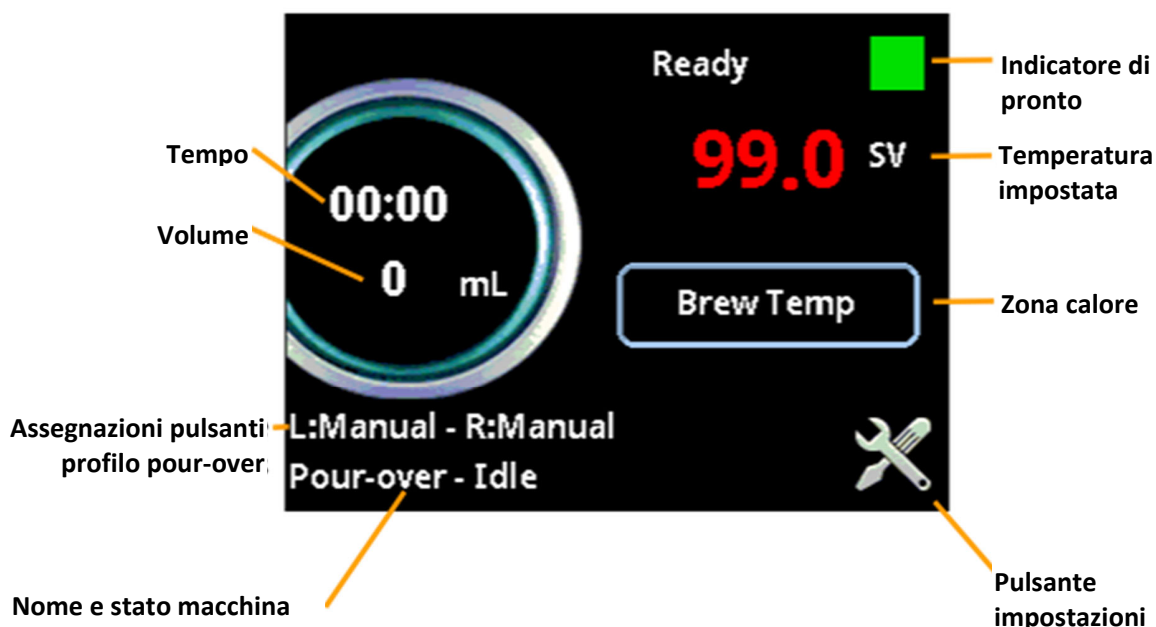 Ready
Indicatore di
pronto
99.0 SV
Temperatura
impostata
Tempo
00:00
Volume
0 mL
Brew Temp
Zona calore
Assegnazioni pulsanti
profilo pour-over
L:Manual - R:Manual
Pour-over - Idle
Nome e stato macchina
Pulsante
impostazioni